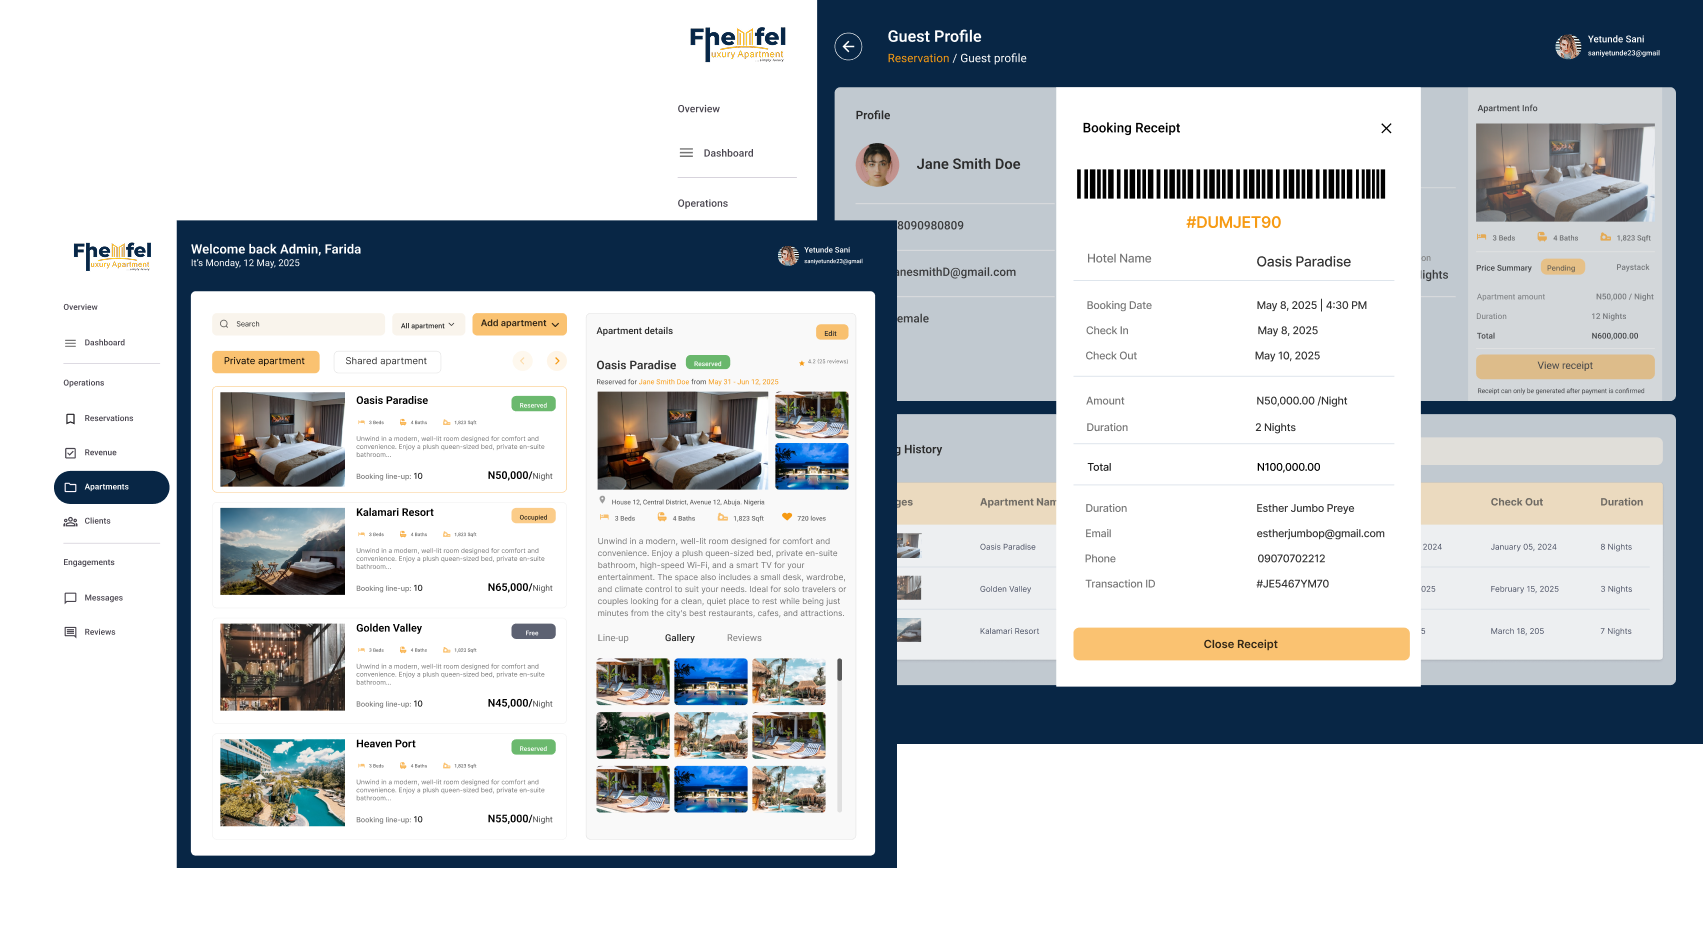 Fhemfel
uxury Apartment
Overview
Dashboard
Operations
Guest Profile
Reservation / Guest profile
Yetunde Sani
saniyetunde23@gmail
Profile
Jane Smith Doe
8090980809
anesmithD@gmail.com
emale
on
ights
Apartment Info
3 Beds
4 Baths
1,823 Sqft
Price Summary
Pending
Paystack
Apartment amount
N50,000 / Night
Duration
12 Nights
Total
N600,000.00
View receipt
Receipt can only be generated after payment is confirmed
g History
ges
Apartment Nam
Check Out
Duration
Oasis Paradise
2024
January 05, 2024
8 Nights
Golden Valley
025
February 15, 2025
3 Nights
Kalamari Resort
5
March 18, 205
7 Nights
Booking Receipt
#DUMJET90
Hotel Name
Oasis Paradise
Booking Date
May 8, 2025 | 4:30 PM
Check In
May 8, 2025
Check Out
May 10, 2025
Amount
N50,000.00 /Night
Duration
2 Nights
Total
N100,000.00
Duration
Esther Jumbo Preye
Email
estherjumbop@gmail.com
Phone
09070702212
Transaction ID
#JE5467YM70
Close Receipt
Fhemfel
uxury Apartment
Overview
Dashboard
Operations
Reservations
Revenue
Apartments
Clients
Engagements
Messages
Reviews
Welcome back Admin, Farida
It's Monday, 12 May, 2025
Yetunde Sani
saniyetunde23@gmail
Search
All apartment
Add apartment
Private apartment
Shared apartment
Oasis Paradise
Reserved
3 Beds
4 Baths
1,823 Sqft
Unwind in a modern, well-lit room designed for comfort and
convenience. Enjoy a plush queen-sized bed, private en-suite
bathroom...
Booking line-up: 10
N50,000/Night
Kalamari Resort
Occupied
3 Beds
4 Baths
1,823 Sqft
Unwind in a modern, well-lit room designed for comfort and
convenience. Enjoy a plush queen-sized bed, private en-suite
bathroom...
Booking line-up: 10
N65,000/Night
Golden Valley
Free
3 Beds
4 Baths
1,823 Sqft
Unwind in a modern, well-lit room designed for comfort and
convenience. Enjoy a plush queen-sized bed, private en-suite
bathroom...
Booking line-up: 10
N45,000/Night
Heaven Port
Reserved
3 Beds
4 Baths
1,823 Sqft
Unwind in a modern, well-lit room designed for comfort and
convenience. Enjoy a plush queen-sized bed, private en-suite
bathroom...
Booking line-up: 10
N55,000/Night
Apartment details
Edit
Oasis Paradise
Reserved
4.2 (25 reviews)
Reserved for Jane Smith Doe from May 31 - Jun 12, 2025
House 12, Central District, Avenue 12, Abuja. Nigeria
3 Beds
4 Baths
1,823 Sqft
720 loves
Unwind in a modern, well-lit room designed for comfort and
convenience. Enjoy a plush queen-sized bed, private en-suite
bathroom, high-speed Wi-Fi, and a smart TV for your
entertainment. The space also includes a small desk, wardrobe,
and climate control to suit your needs. Ideal for solo travelers or
couples looking for a clean, quiet place to rest while being just
minutes from the city's best restaurants, cafes, and attractions.
Line-up
Gallery
Reviews